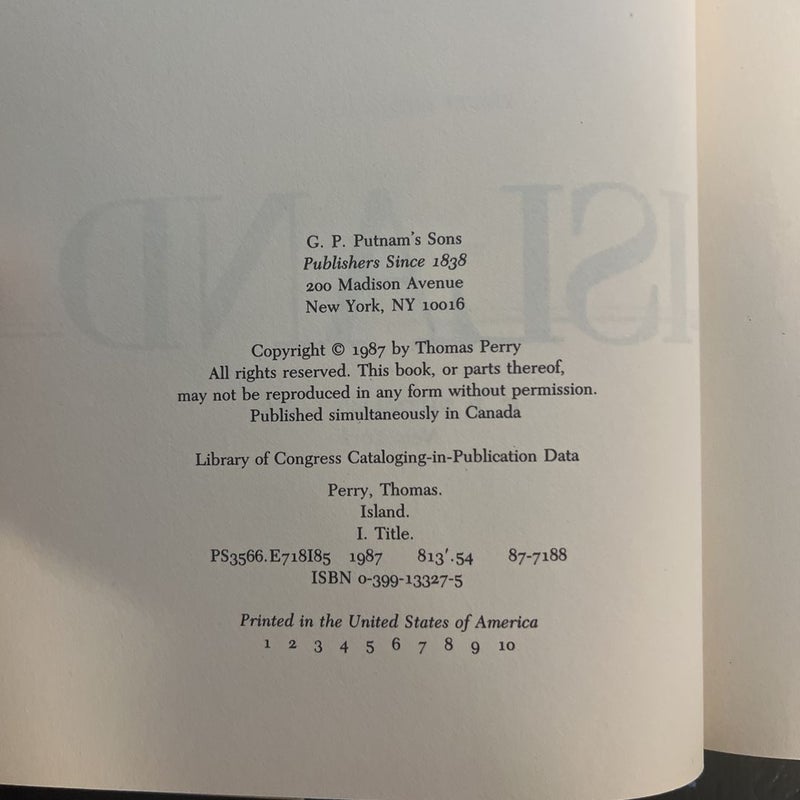 G. P. Putnam's Sons
Publishers Since 1838
200 Madison Avenue
New York, NY 10016
Copyright © 1987 by Thomas Perry
All rights reserved. This book, or parts thereof,
may not be reproduced in any form without permission.
Published simultaneously in Canada
Library of Congress Cataloging-in-Publication Data
Perry, Thomas.
Island.
I. Title.
PS3566.E718I85 1987 813'.54 87-7188
ISBN 0-399-13327-5
Printed in the United States of America
1 2 3 4 5 6 7 8 9 10
ISLAND